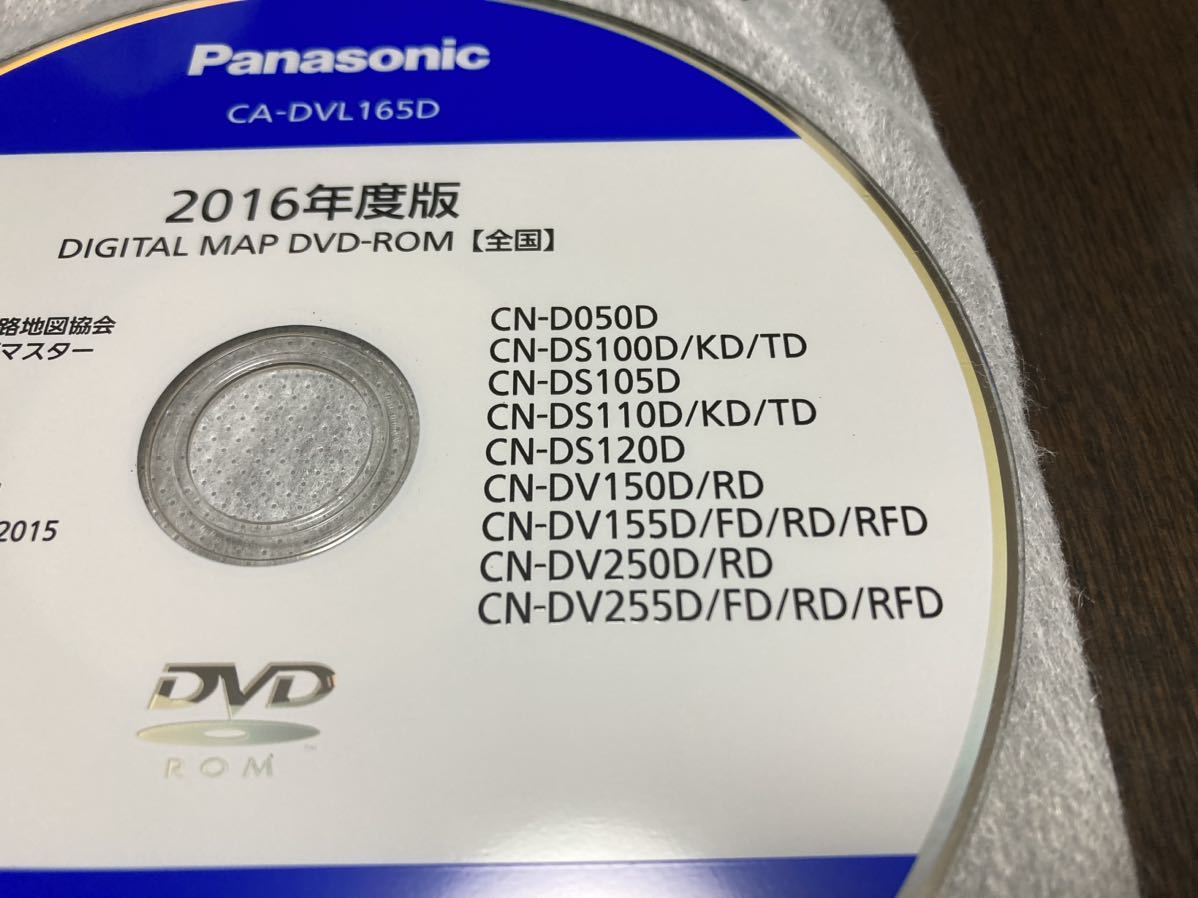 Panasonic
CA-DVL165D
2016年度版
DIGITAL MAP DVD-ROM【全国】
路地図協会
マスター
2015
CN-D050D
CN-DS100D/KD/TD
CN-DS105D
CN-DS110D/KD/TD
CN-DS120D
CN-DV150D/RD
CN-DV155D/FD/RD/RFD
CN-DV250D/RD
CN-DV255D/FD/RD/RFD
DVD
ROM